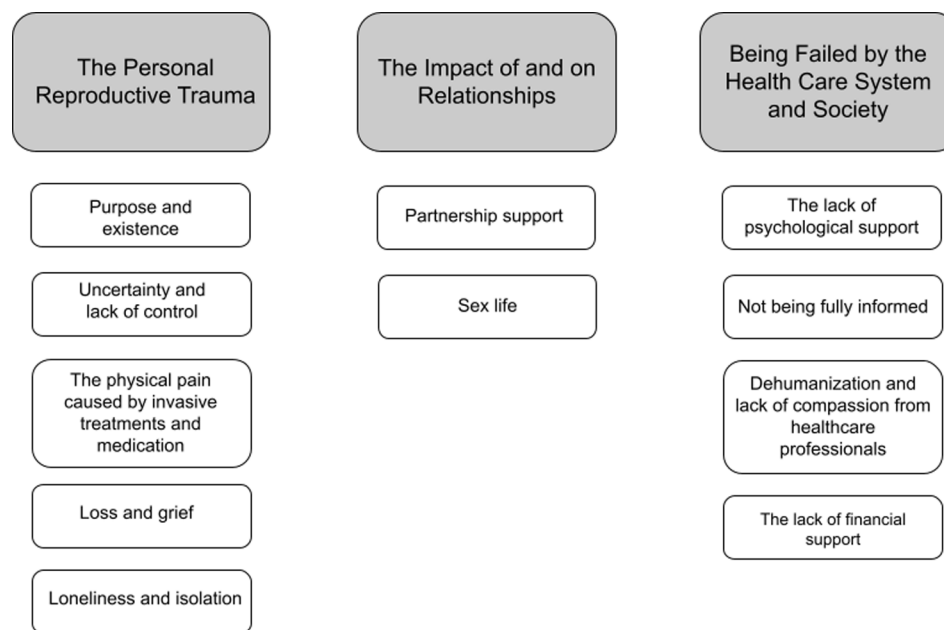 The Personal
Reproductive Trauma
Purpose and
existence
Uncertainty and
lack of control
The physical pain
caused by invasive
treatments and
medication
Loss and grief
Loneliness and isolation
The Impact of and on
Relationships
Partnership support
Sex life
Being Failed by the
Health Care System
and Society
The lack of
psychological support
Not being fully informed
Dehumanization and
lack of compassion from
healthcare
professionals
The lack of financial
support